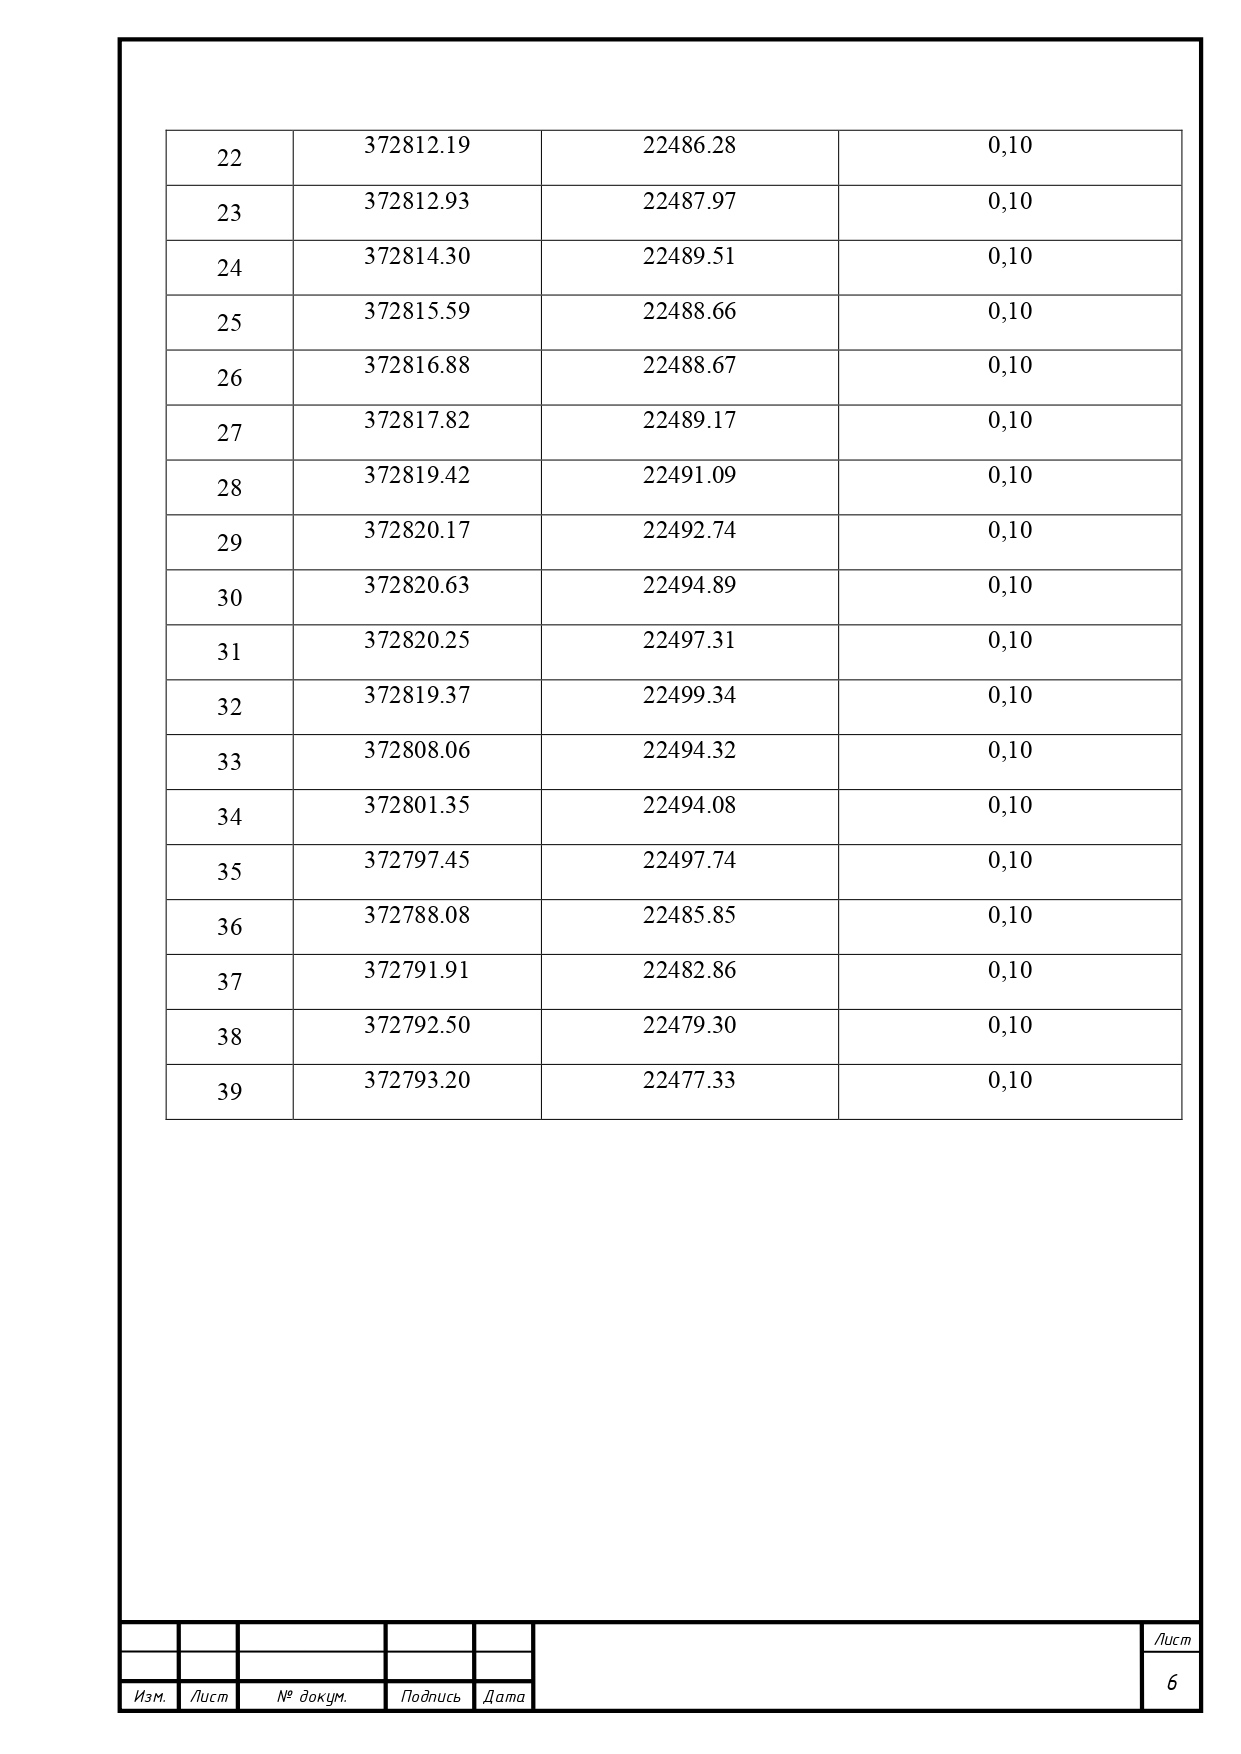 22 372812.19 22486.28 0,10
23 372812.93 22487.97 0,10
24 372814.30 22489.51 0,10
25 372815.59 22488.66 0,10
26 372816.88 22488.67 0,10
27 372817.82 22489.17 0,10
28 372819.42 22491.09 0,10
29 372820.17 22492.74 0,10
30 372820.63 22494.89 0,10
31 372820.25 22497.31 0,10
32 372819.37 22499.34 0,10
33 372808.06 22494.32 0,10
34 372801.35 22494.08 0,10
35 372797.45 22497.74 0,10
36 372788.08 22485.85 0,10
37 372791.91 22482.86 0,10
38 372792.50 22479.30 0,10
39 372793.20 22477.33 0,10
Лист
6
Изм. Лист № докум. Подпись Дата